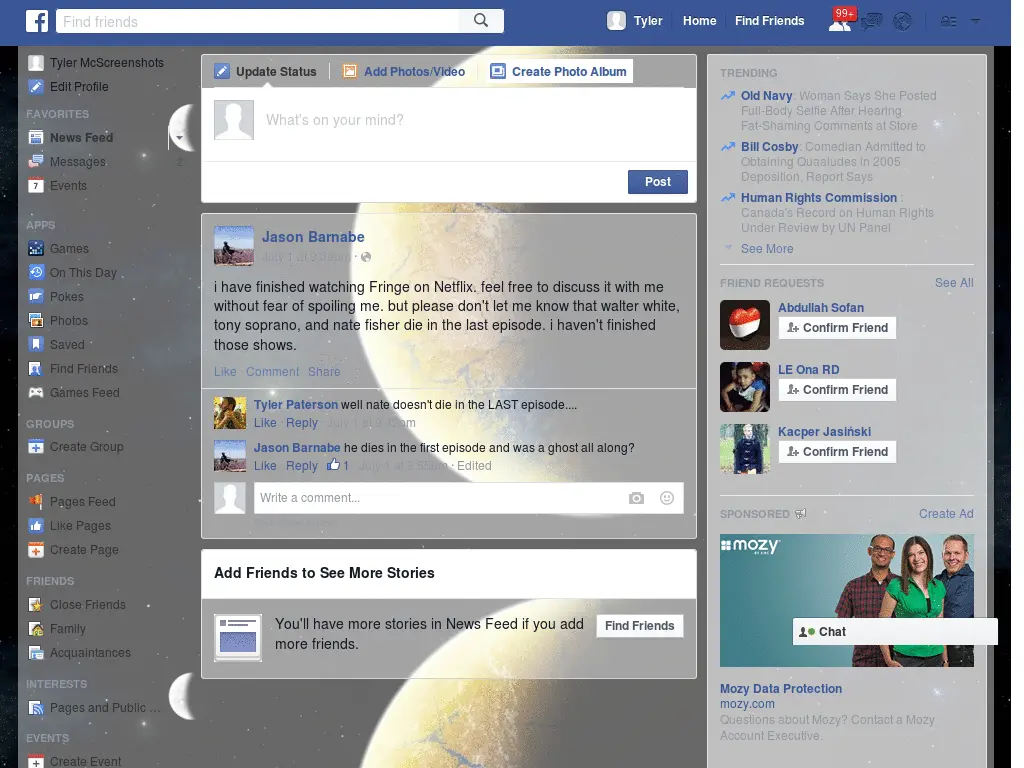 Find friends
Tyler
Home
Find Friends
99+
Tyler McScreenshots
Edit Profile
FAVORITES
News Feed
Messages
2
7
Events
APPS
Games
On This Day
Pokes
Photos
Saved
Find Friends
Games Feed
GROUPS
Create Group
PAGES
Pages Feed
Like Pages
Create Page
FRIENDS
Close Friends
Family
Acquaintances
INTERESTS
Pages and Public ...
EVENTS
Create Event
Update Status
Add Photos/Video
Create Photo Album
What's on your mind?
Post
Jason Barnabe
July 1 at 9:03am ·
i have finished watching Fringe on Netflix. feel free to discuss it with me
without fear of spoiling me. but please don't let me know that walter white,
tony soprano, and nate fisher die in the last episode. i haven't finished
those shows.
Like · Comment · Share
Tyler Paterson well nate doesn't die in the LAST episode....
Like · Reply · July 1 at
Jason Barnabe he dies in the first episode and was a ghost all along?
Like · Reply · 1 · July 1 at 9:55am · Edited
Write a comment...
Add Friends to See More Stories
You'll have more stories in News Feed if you add
more friends.
Find Friends
TRENDING
Old Navy: Woman Says She Posted
Full-Body Selfie After Hearing
Fat-Shaming Comments at Store
Bill Cosby: Comedian Admitted to
Obtaining Quaaludes in 2005
Deposition, Report Says
Human Rights Commission :
Canada's Record on Human Rights
Under Review by UN Panel
See More
FRIEND REQUESTS
See All
Abdullah Sofan
Confirm Friend
LE Ona RD
Confirm Friend
Kacper Jasiński
Confirm Friend
SPONSORED
Create Ad
mozy
Chat
Mozy Data Protection
mozy.com
Questions about Mozy? Contact a Mozy
Account Executive.